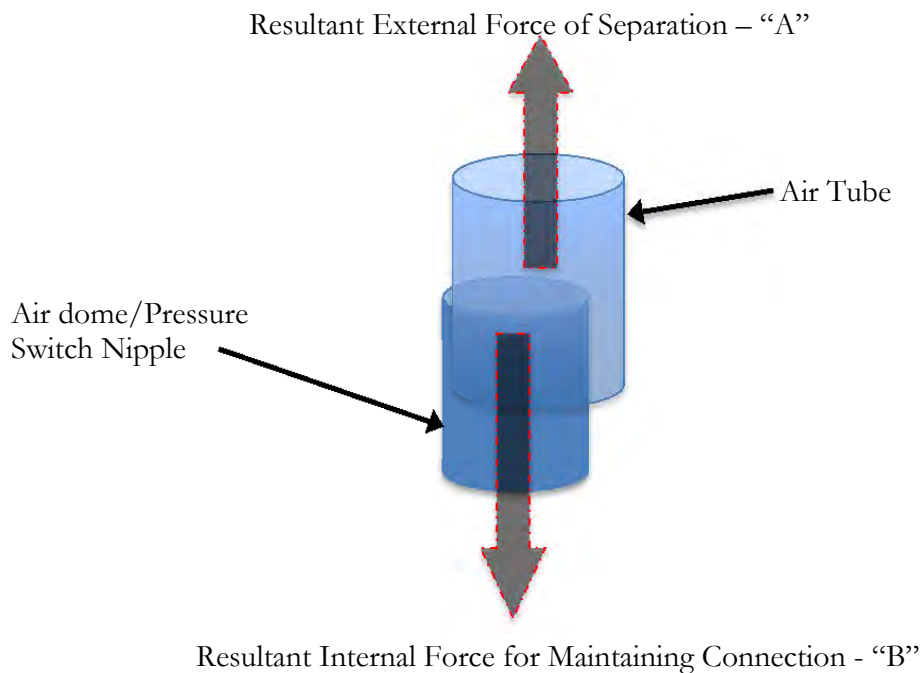 Resultant External Force of Separation – “A”
Air Tube
Air dome/Pressure
Switch Nipple
Resultant Internal Force for Maintaining Connection - “B”